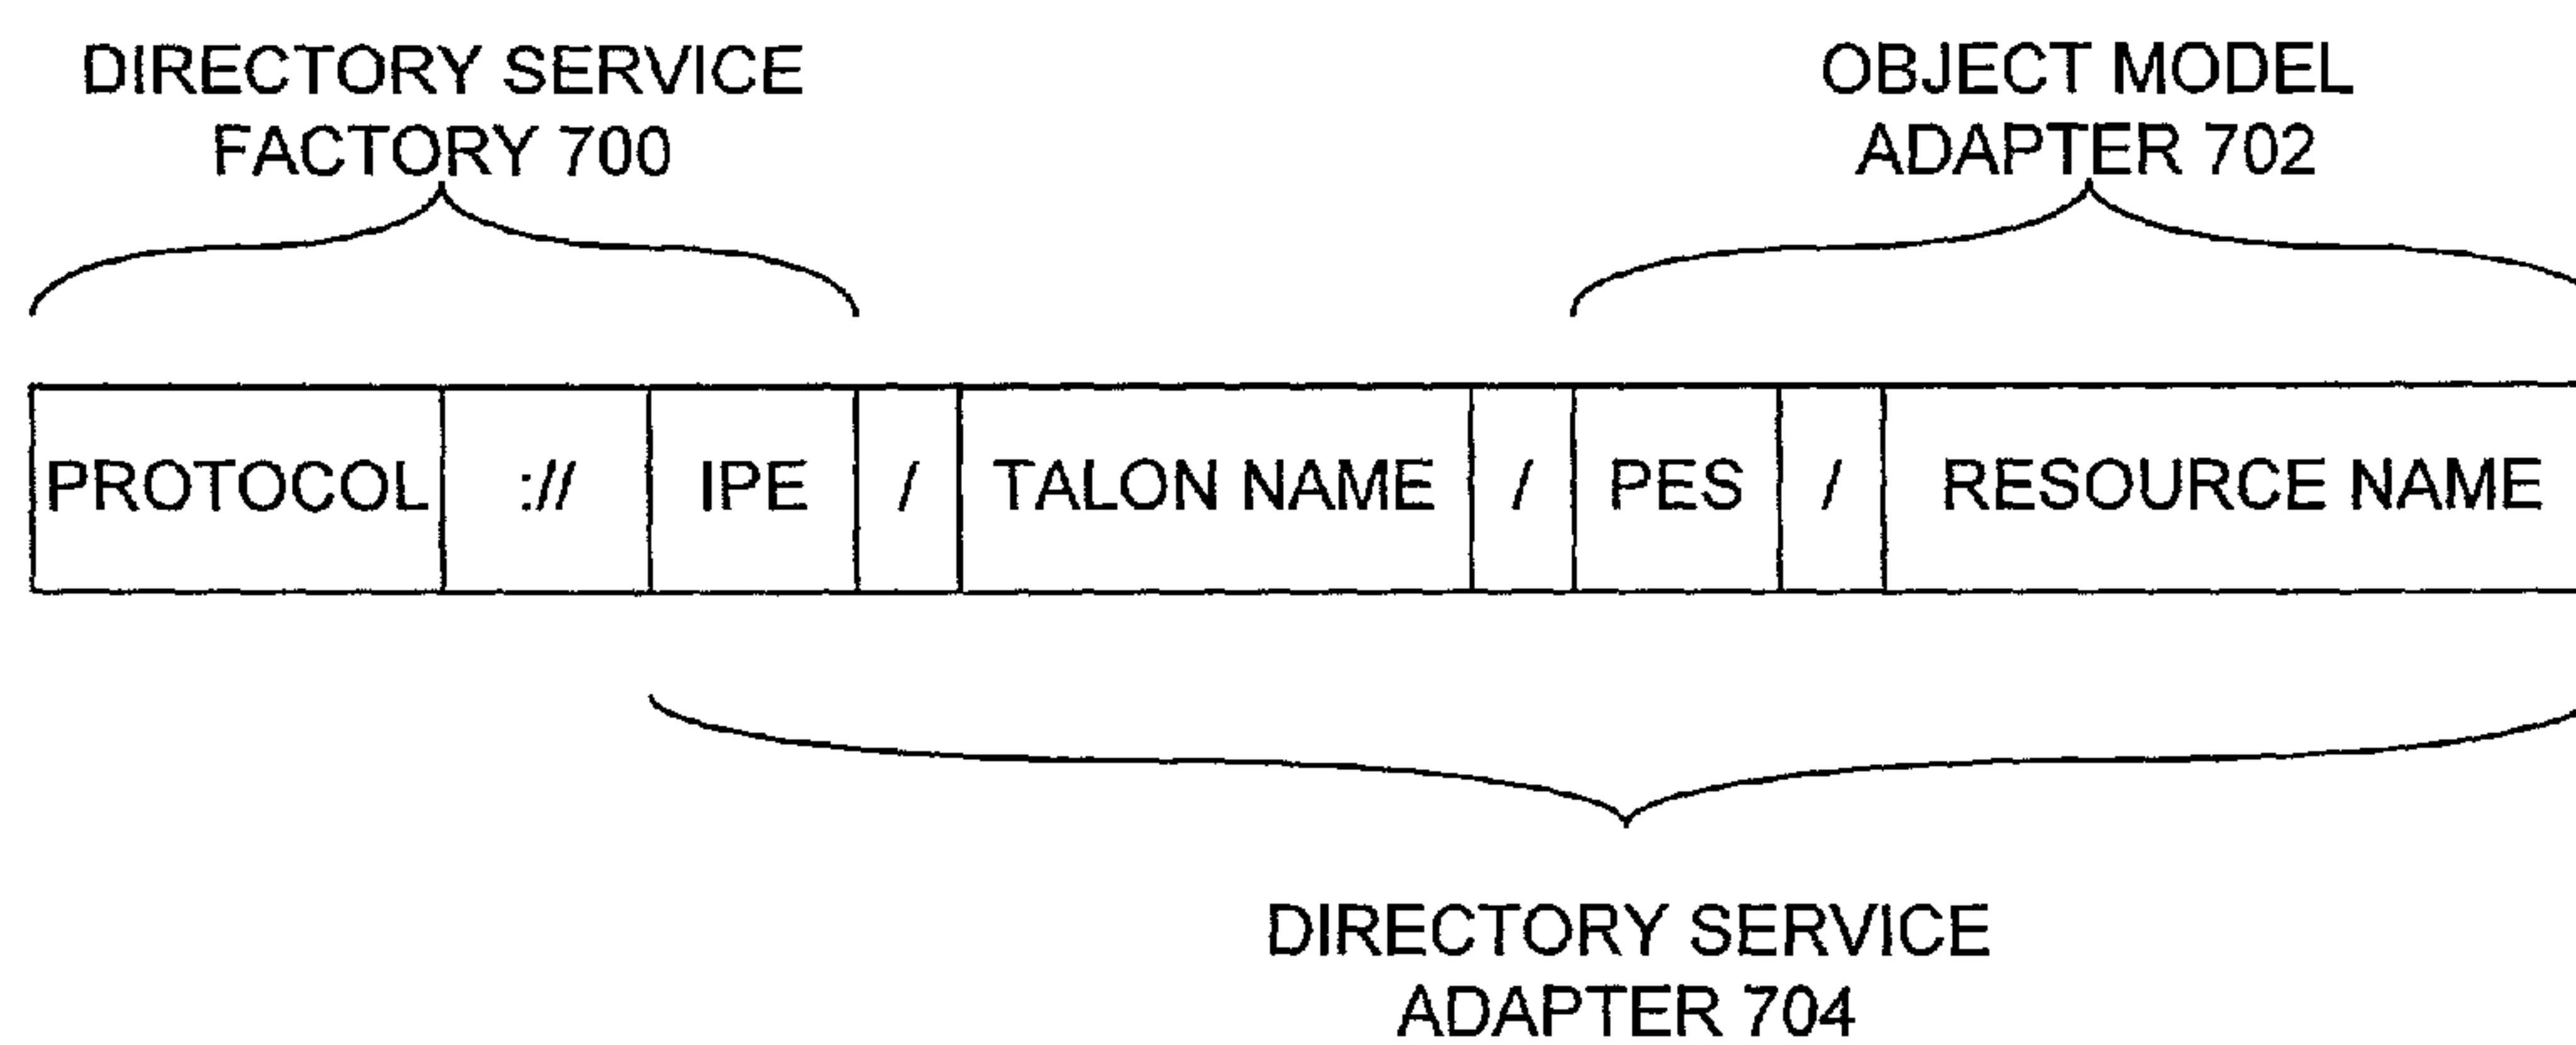 DIRECTORY SERVICE
FACTORY 700
OBJECT MODEL
ADAPTER 702
PROTOCOL :// IPE / TALON NAME / PES / RESOURCE NAME
DIRECTORY SERVICE
ADAPTER 704